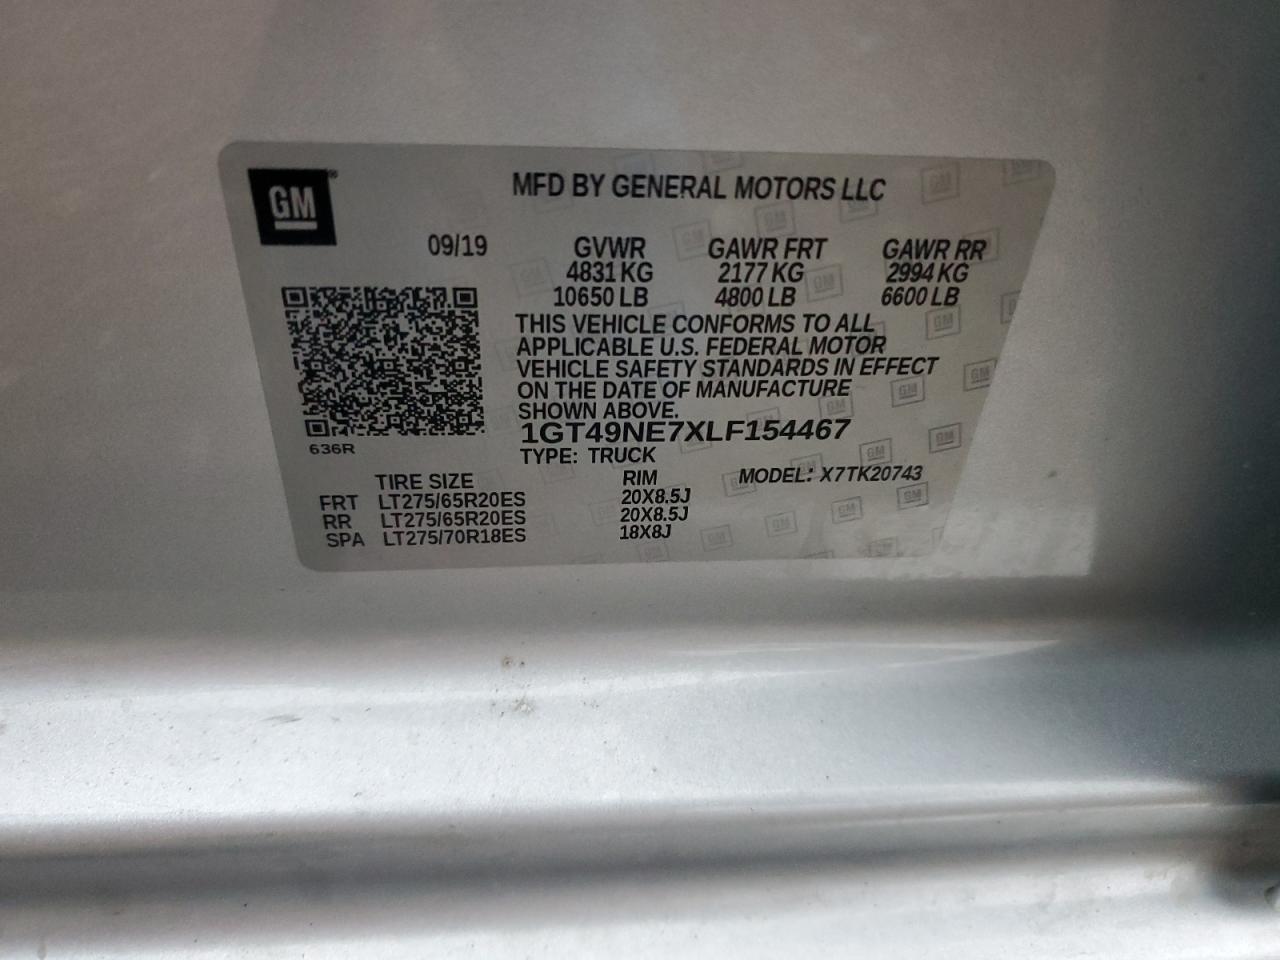 GM
MFD BY GENERAL MOTORS LLC
09/19 GVWR GAWR FRT GAWR RR
4831 KG 2177 KG 2994 KG
10650 LB 4800 LB 6600 LB
THIS VEHICLE CONFORMS TO ALL
APPLICABLE U.S. FEDERAL MOTOR
VEHICLE SAFETY STANDARDS IN EFFECT
ON THE DATE OF MANUFACTURE
SHOWN ABOVE.
1GT49NE7XLF154467
636R
TYPE: TRUCK
TIRE SIZE RIM MODEL: X7TK20743
FRT LT275/65R20ES 20X8.5J
RR LT275/65R20ES 20X8.5J
SPA LT275/70R18ES 18X8J